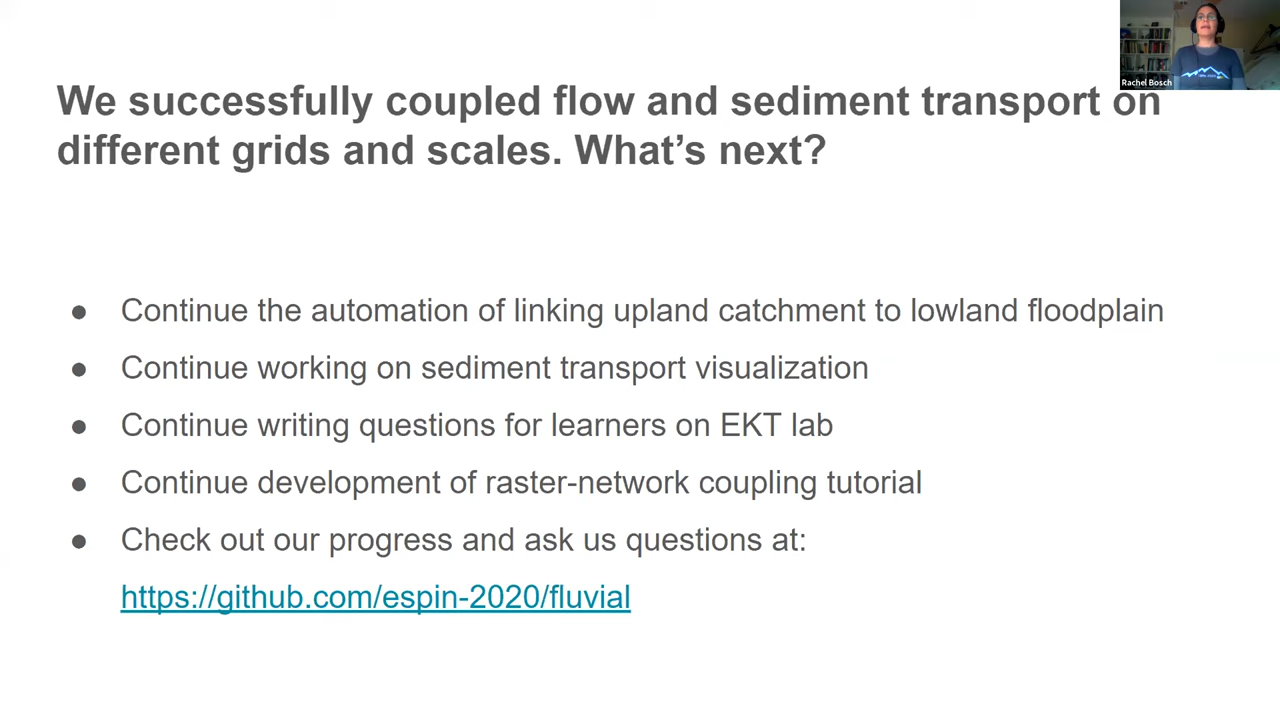 We successfully coupled flow and sediment transport on
different grids and scales. What's next?
● Continue the automation of linking upland catchment to lowland floodplain
● Continue working on sediment transport visualization
● Continue writing questions for learners on EKT lab
● Continue development of raster-network coupling tutorial
● Check out our progress and ask us questions at:
https://github.com/espin-2020/fluvial
Rachel Bosch